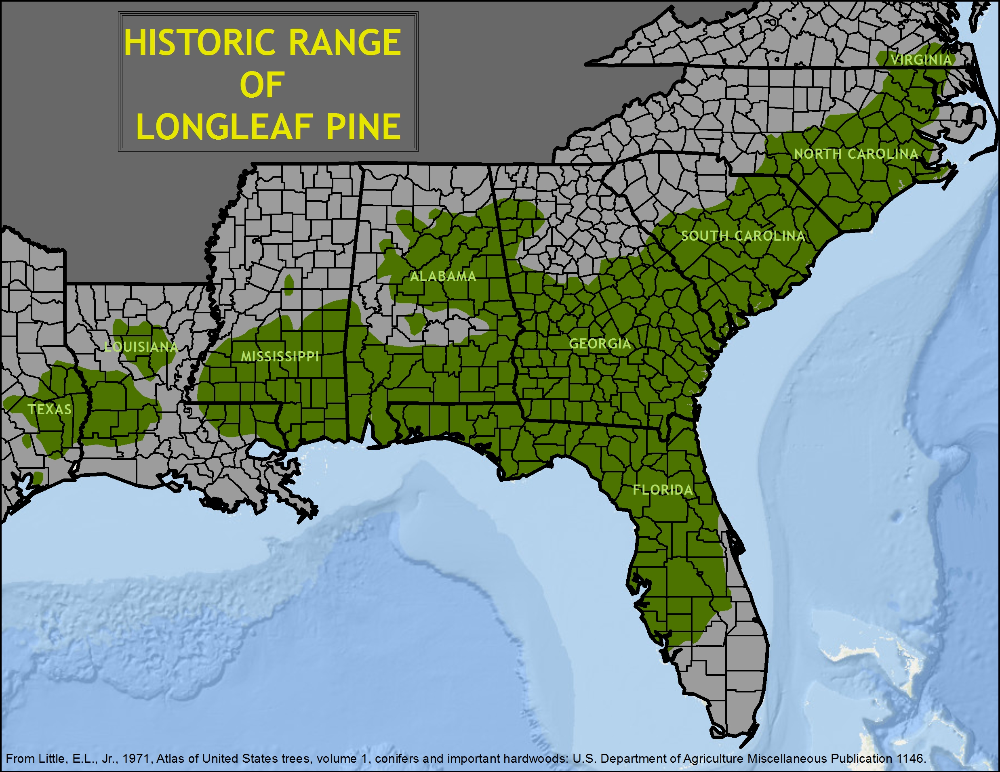 HISTORIC RANGE
OF
LONGLEAF PINE
VIRGINIA
NORTH CAROLINA
SOUTH CAROLINA
ALABAMA
GEORGIA
LOUISIANA
MISSISSIPPI
TEXAS
FLORIDA
From Little, E.L., Jr., 1971, Atlas of United States trees, volume 1, conifers and important hardwoods: U.S. Department of Agriculture Miscellaneous Publication 1146.